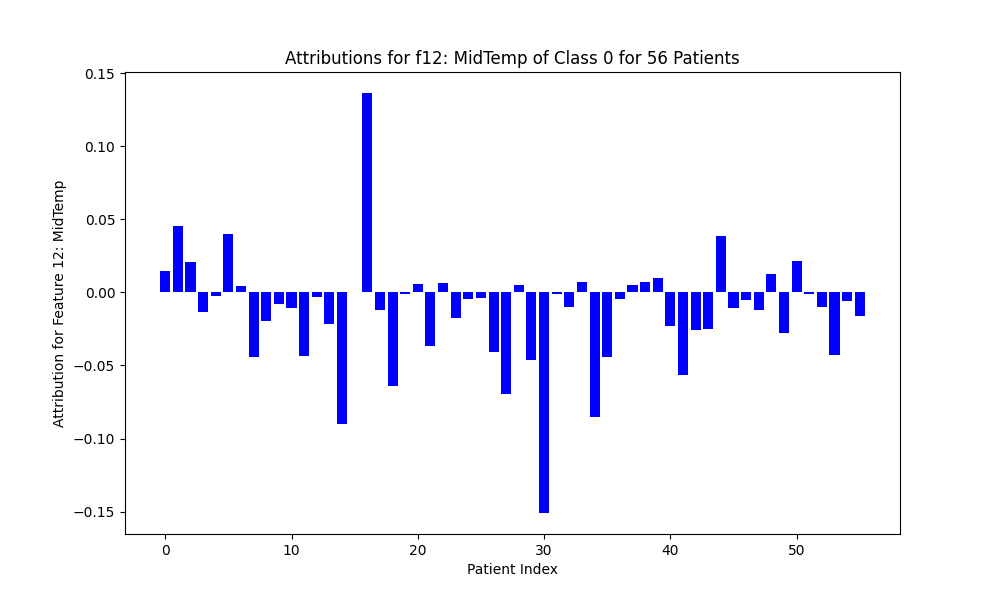 Attributions for f12: MidTemp of Class 0 for 56 Patients
Attribution for Feature 12: MidTemp
0.15
0.10
0.05
0.00
−0.05
−0.10
−0.15
0 10 20 30 40 50
Patient Index